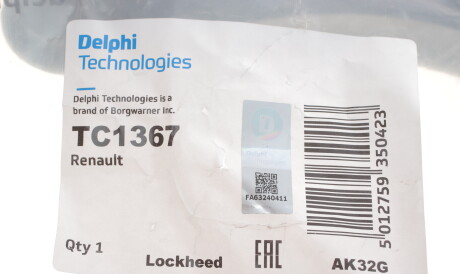 Delphi
Technologies
Delphi Technologies is a
brand of Borgwarner Inc.
TC1367
Renault
FA63240411
5 012759 350423
Qty 1
Lockheed
EAC
AK32G